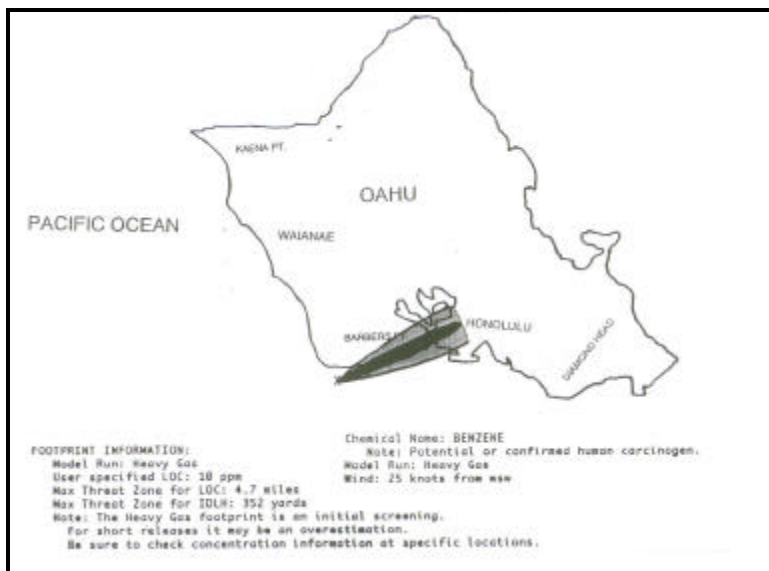 KAENA PT.
OAHU
PACIFIC OCEAN
WAIANAE
HONOLULU
BARBERS
DIAMOND HEAD
FOOTPRINT INFORMATION:
Model Run: Heavy Gas
User specified LOC: 10 ppm
Max Threat Zone for LOC: 4.7 miles
Max Threat Zone for IDLH: 352 yards
Note: The Heavy Gas footprint is an initial screening.
For short releases it may be an overestimation.
Be sure to check concentration information at specific locations.
Chemical Name: BENZENE
Note: Potential or confirmed human carcinogen.
Model Run: Heavy Gas
Wind: 25 knots from wsw